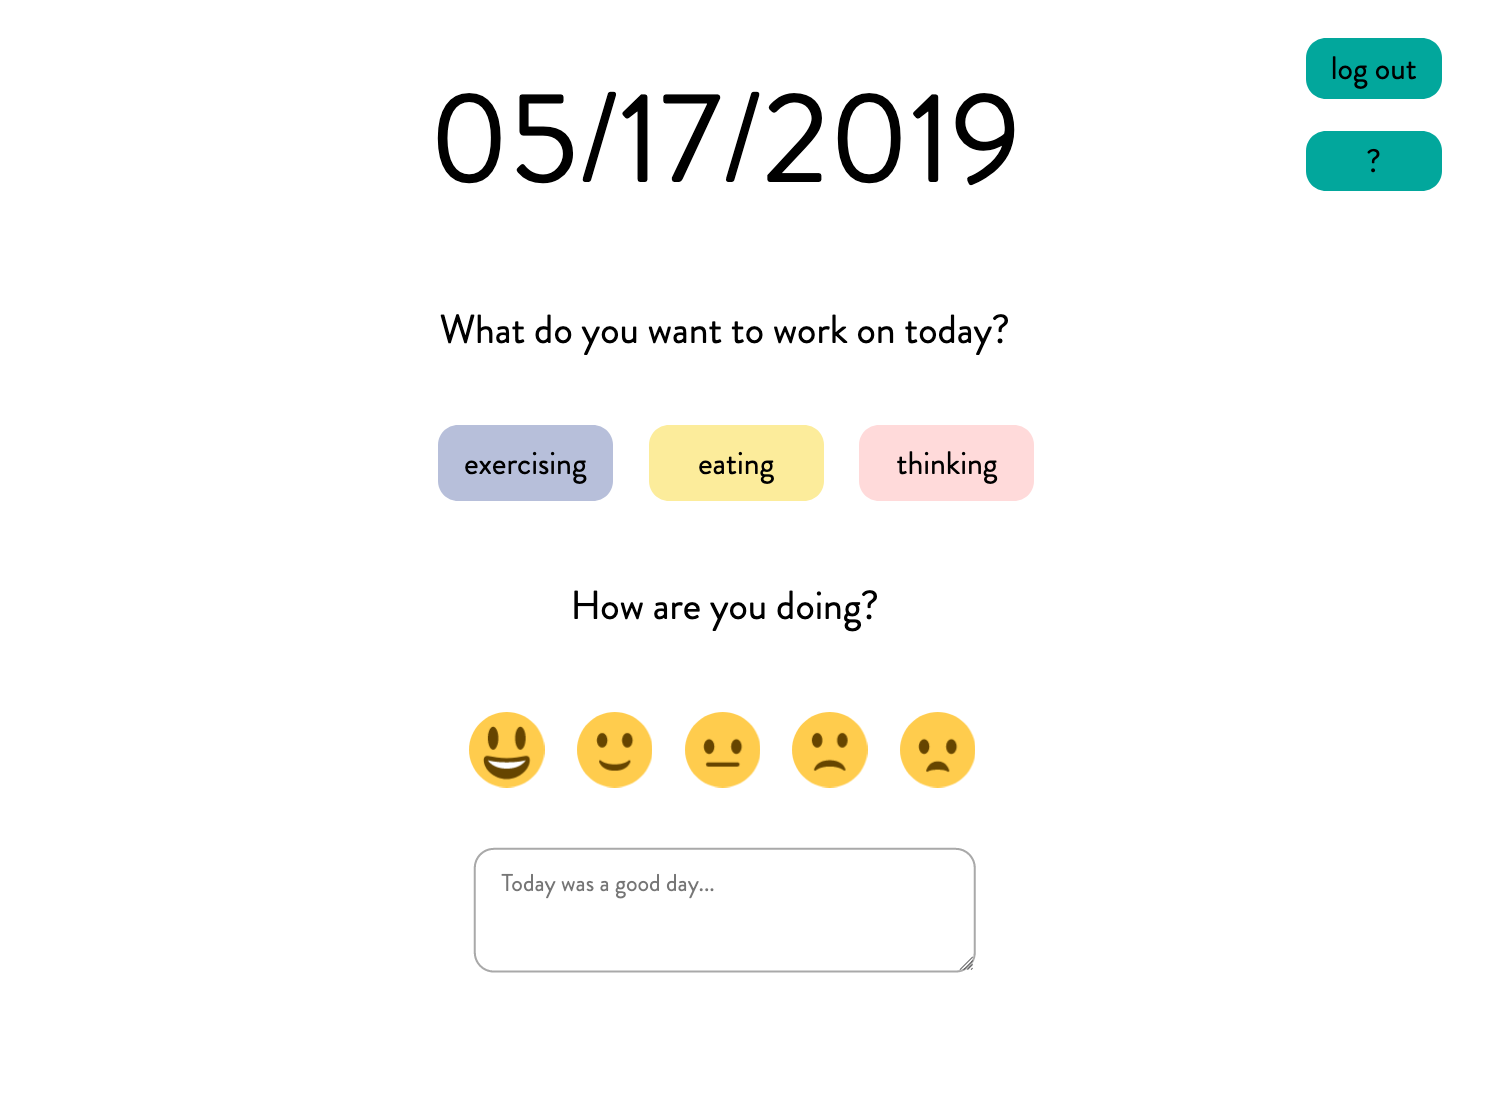 log out
05/17/2019
?
What do you want to work on today?
exercising eating thinking
How are you doing?
Today was a good day...